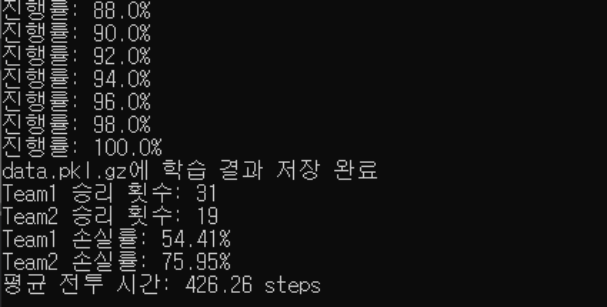 진행률: 88.0%
진행률: 90.0%
진행률: 92.0%
진행률: 94.0%
진행률: 96.0%
진행률: 98.0%
진행률: 100.0%
data.pkl.gz에 학습 결과 저장 완료
Team1 승리 횟수: 31
Team2 승리 횟수: 19
Team1 손실률: 54.41%
Team2 손실률: 75.95%
평균 전투 시간: 426.26 steps